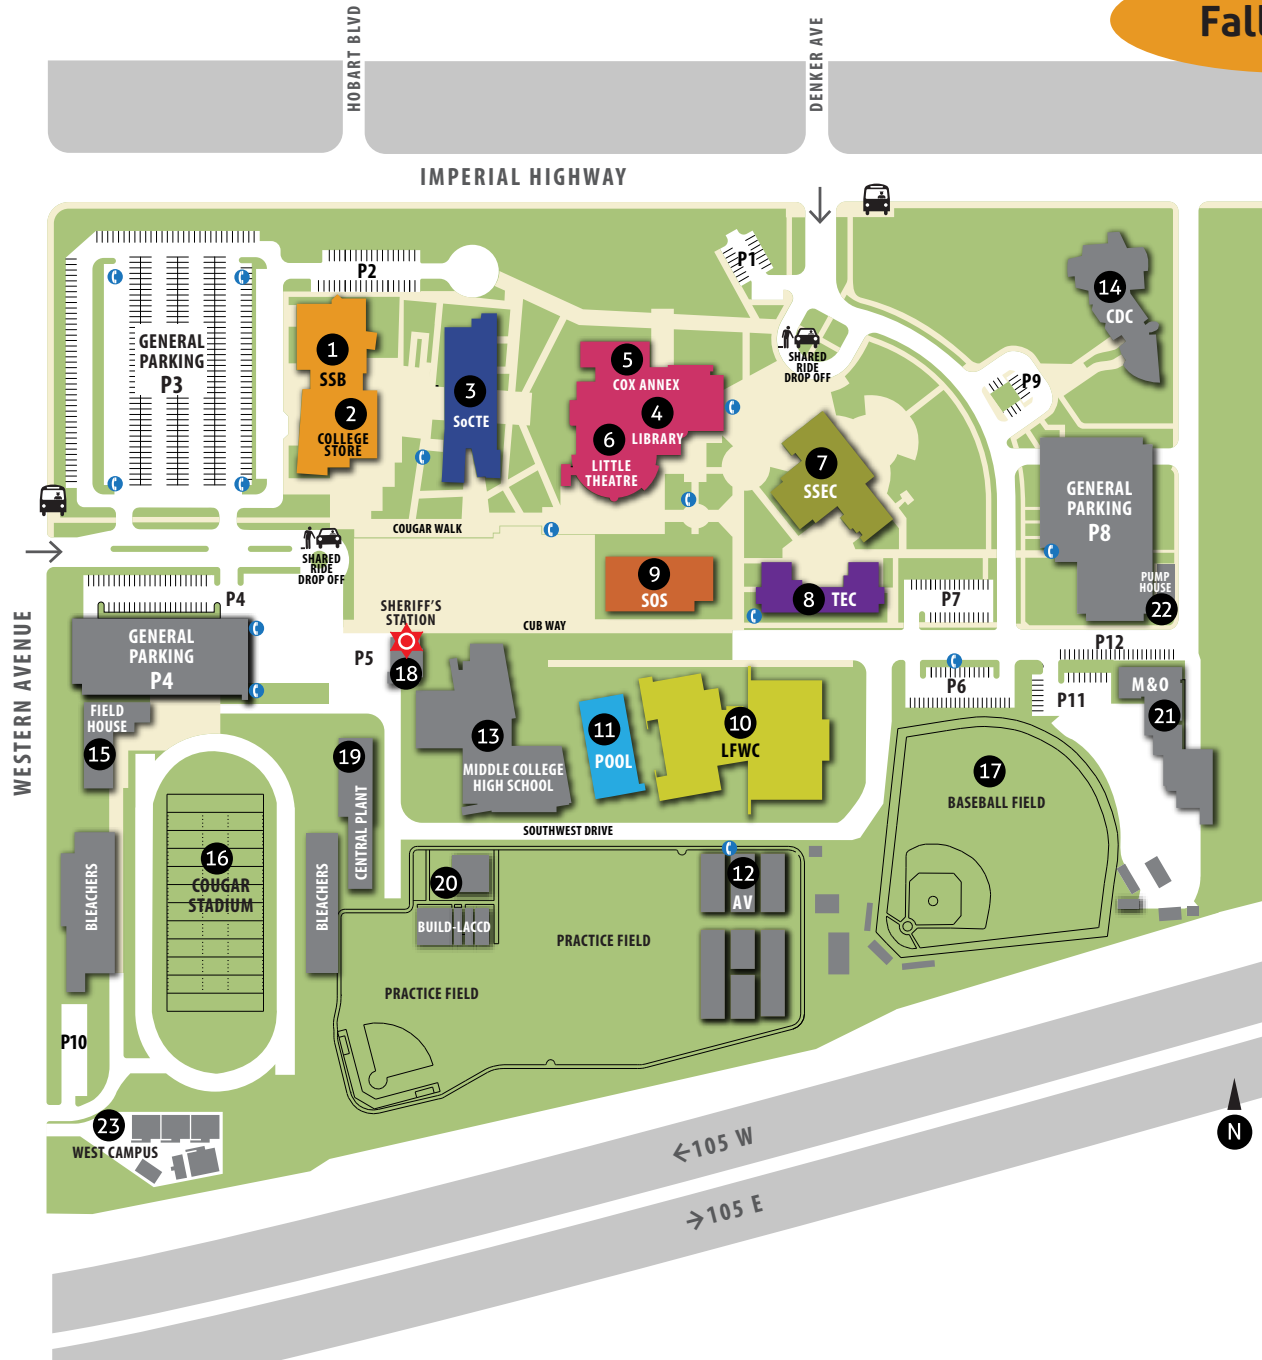 Fall
HOBART BLVD
DENKER AVE
IMPERIAL HIGHWAY
P1
P2
14
CDC
GENERAL
PARKING
P3
1
SSB
SHARED
RIDE
DROP OFF
5
COX ANNEX
3
SoCTE
P9
2
COLLEGE
STORE
4
LIBRARY
6
LITTLE
THEATRE
7
SSEC
GENERAL
PARKING
P8
COUGAR WALK
SHARED
RIDE
DROP OFF
9
SOS
8
TEC
PUMP
HOUSE
22
P4
P7
SHERIFF'S
STATION
CUB WAY
WESTERN AVENUE
GENERAL
PARKING
P4
P5
18
P12
P6
P11
M&O
21
FIELD
HOUSE
15
19
CENTRAL PLANT
13
MIDDLE COLLEGE
HIGH SCHOOL
11
POOL
10
LFWC
17
BASEBALL FIELD
SOUTHWEST DRIVE
16
COUGAR
STADIUM
BLEACHERS
BLEACHERS
20
BUILD-LACCD
12
AV
PRACTICE FIELD
PRACTICE FIELD
P10
23
WEST CAMPUS
←105 W
→105 E
N